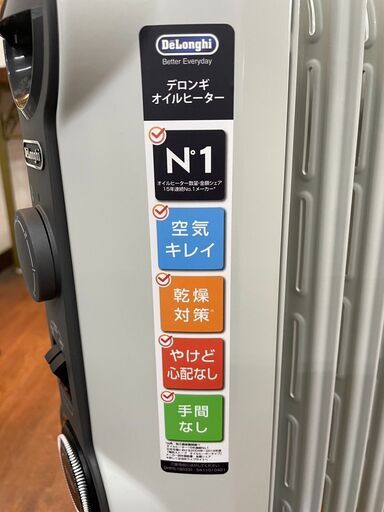 DeLonghi
Better Everyday
デロンギ
オイルヒーター
DeLonghi
N°1
オイルヒーター数量・金額シェア
15年連続No.1メーカー*
空気
キレイ
乾燥
対策
やけど
心配なし
手間
なし